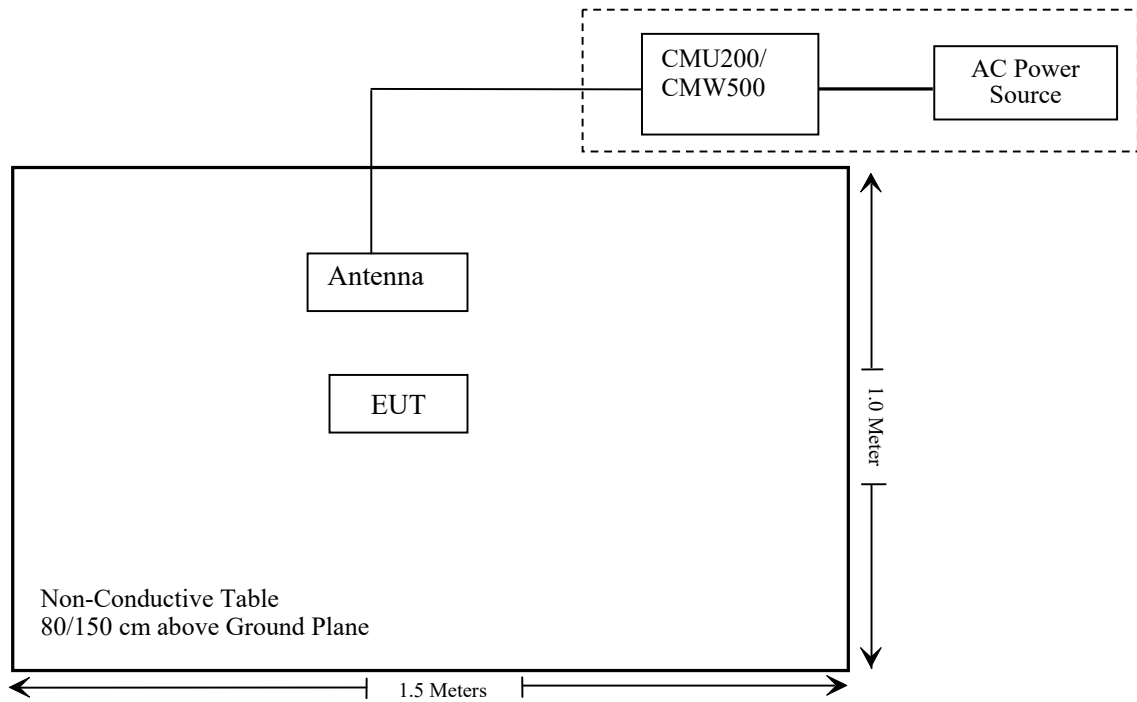 CMU200/
CMW500
AC Power
Source
Antenna
EUT
1.0 Meter
Non-Conductive Table
80/150 cm above Ground Plane
1.5 Meters